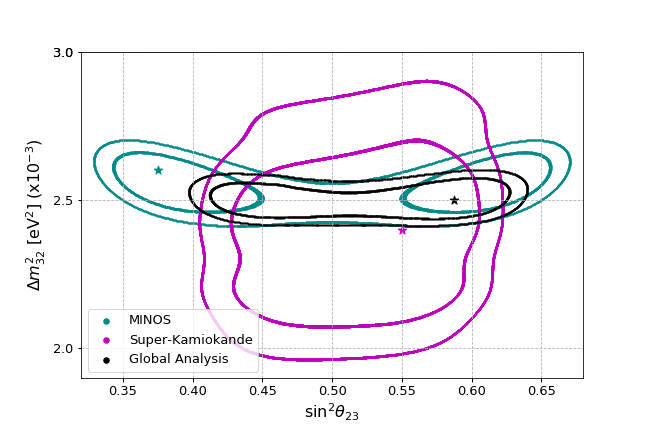 3.0
2.5
2.0
Δm²₃₂ [eV²] (x10⁻³)
MINOS
Super-Kamiokande
Global Analysis
0.35 0.40 0.45 0.50 0.55 0.60 0.65
sin²θ₂₃